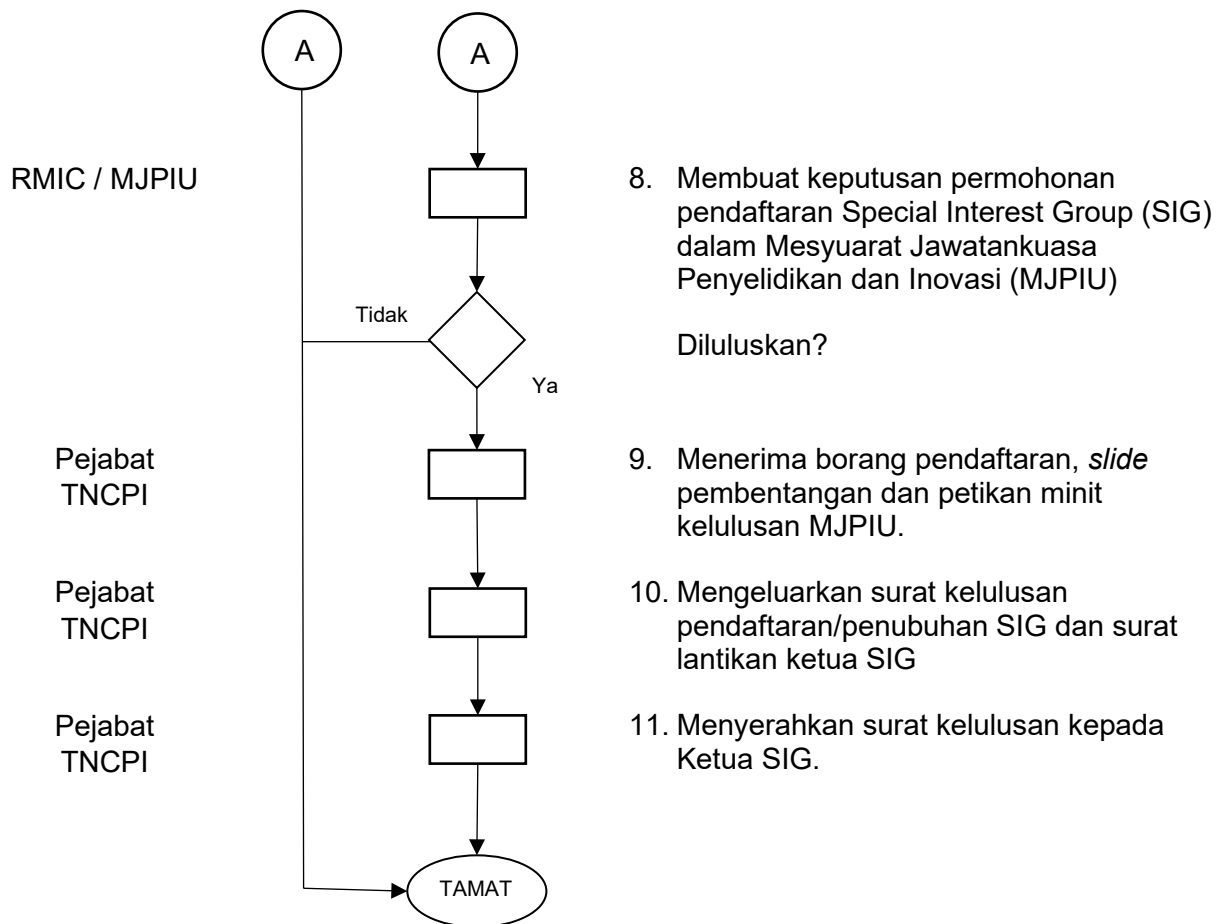 A
A
RMIC / MJPIU
8. Membuat keputusan permohonan
pendaftaran Special Interest Group (SIG)
dalam Mesyuarat Jawatankuasa
Penyelidikan dan Inovasi (MJPIU)
Tidak
Diluluskan?
Ya
Pejabat
TNCPI
9. Menerima borang pendaftaran, slide
pembentangan dan petikan minit
kelulusan MJPIU.
Pejabat
TNCPI
10. Mengeluarkan surat kelulusan
pendaftaran/penubuhan SIG dan surat
lantikan ketua SIG
Pejabat
TNCPI
11. Menyerahkan surat kelulusan kepada
Ketua SIG.
TAMAT